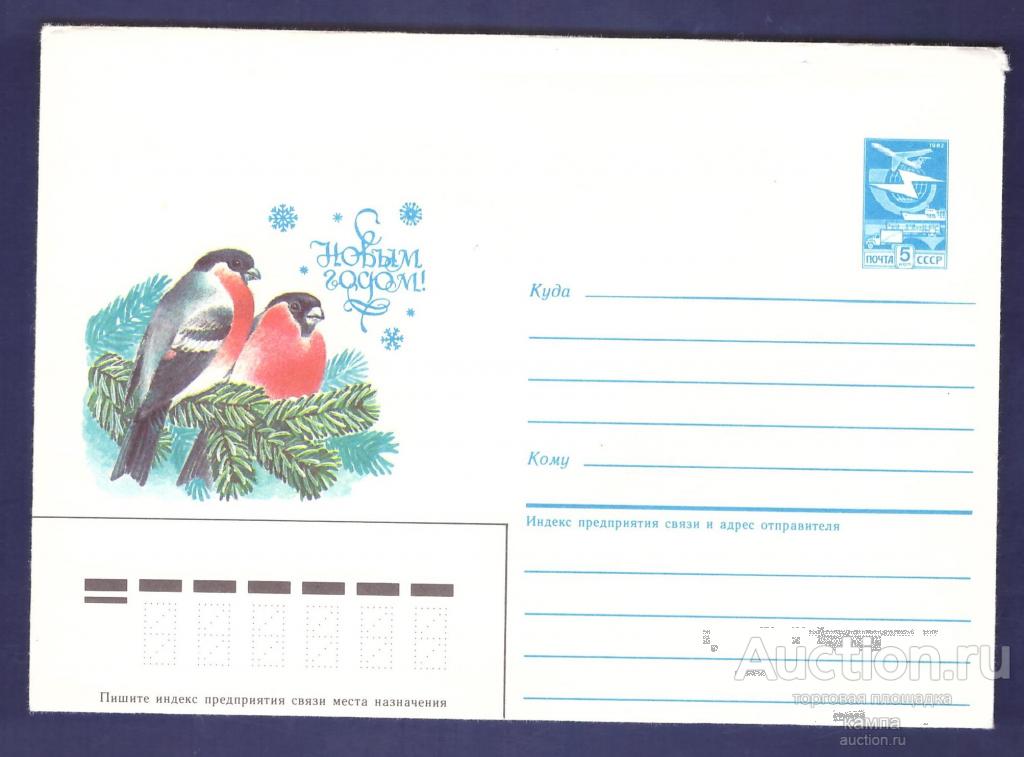 С
Новым
годом!
1982
ПОЧТА 5 КОП СССР
Куда
Кому
Индекс предприятия связи и адрес отправителя
Пишите индекс предприятия связи места назначения
Auction.ru
торговая площадка
кампа
auction.ru